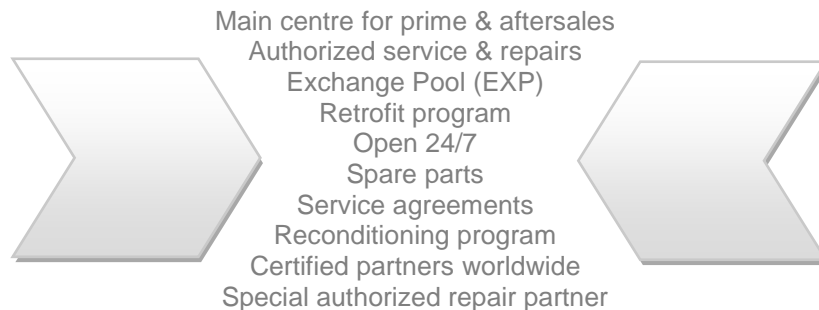 Main centre for prime & aftersales
Authorized service & repairs
Exchange Pool (EXP)
Retrofit program
Open 24/7
Spare parts
Service agreements
Reconditioning program
Certified partners worldwide
Special authorized repair partner